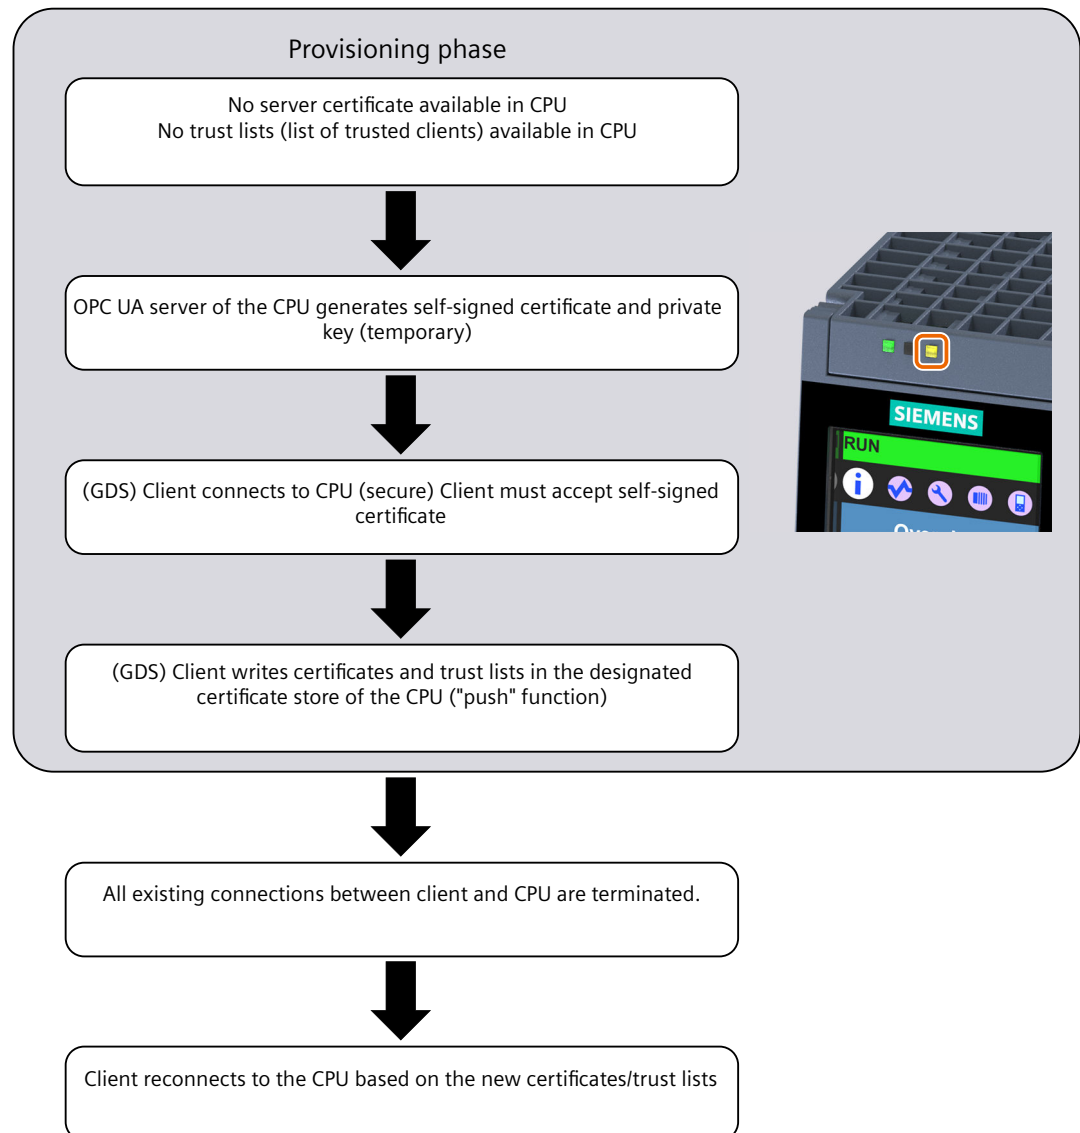 Provisioning phase
No server certificate available in CPU
No trust lists (list of trusted clients) available in CPU
OPC UA server of the CPU generates self-signed certificate and private
key (temporary)
SIEMENS
RUN
(GDS) Client connects to CPU (secure) Client must accept self-signed
certificate
(GDS) Client writes certificates and trust lists in the designated
certificate store of the CPU ("push" function)
All existing connections between client and CPU are terminated.
Client reconnects to the CPU based on the new certificates/trust lists